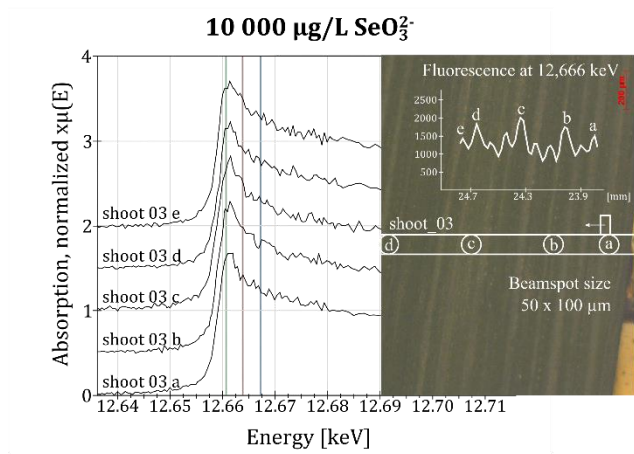 10 000 µg/L SeO₃²⁻
Absorption, normalized xµ(E)
4
3
2
1
0
shoot 03 e
shoot 03 d
shoot 03 c
shoot 03 b
shoot 03 a
12.64 12.65 12.66 12.67 12.68 12.69 12.70 12.71
Energy [keV]
Fluorescence at 12,666 keV
2500
2000
1500
1000
500
e d c b a
24.7 24.3 23.9 [mm]
shoot_03
d c b a
Beamspot size
50 x 100 µm